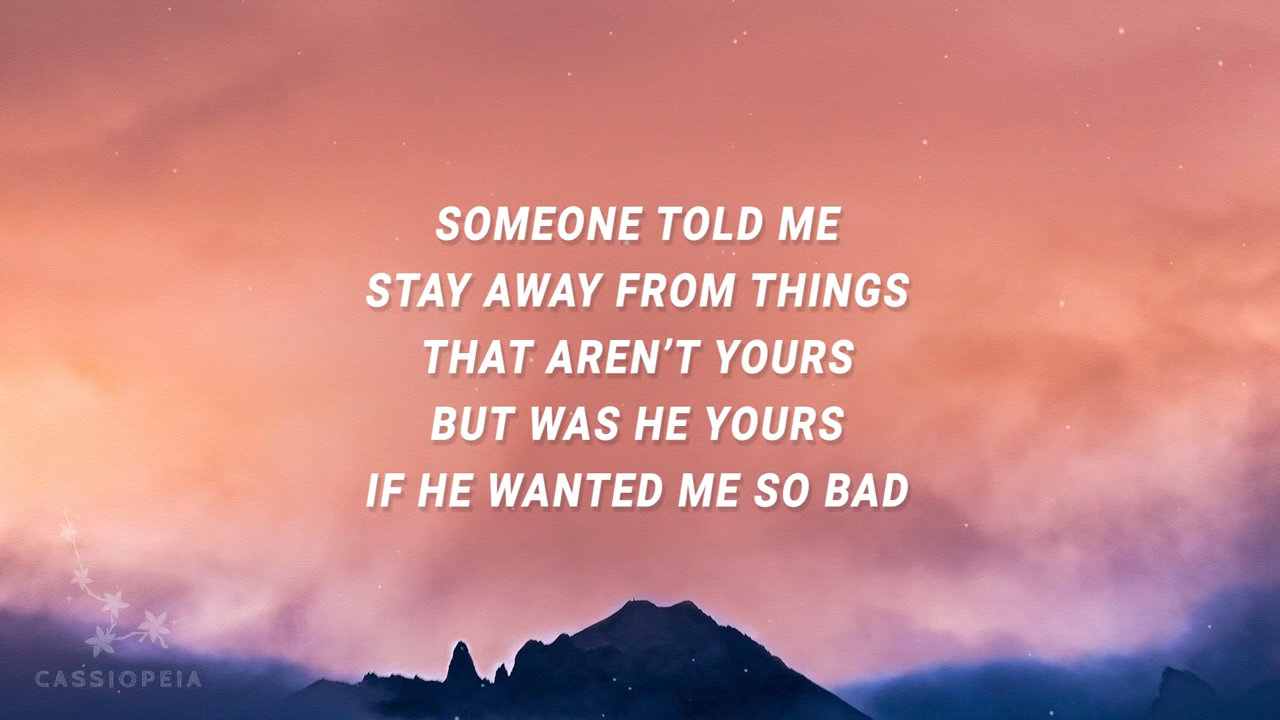 SOMEONE TOLD ME
STAY AWAY FROM THINGS
THAT AREN’T YOURS
BUT WAS HE YOURS
IF HE WANTED ME SO BAD
CASSIOPEIA